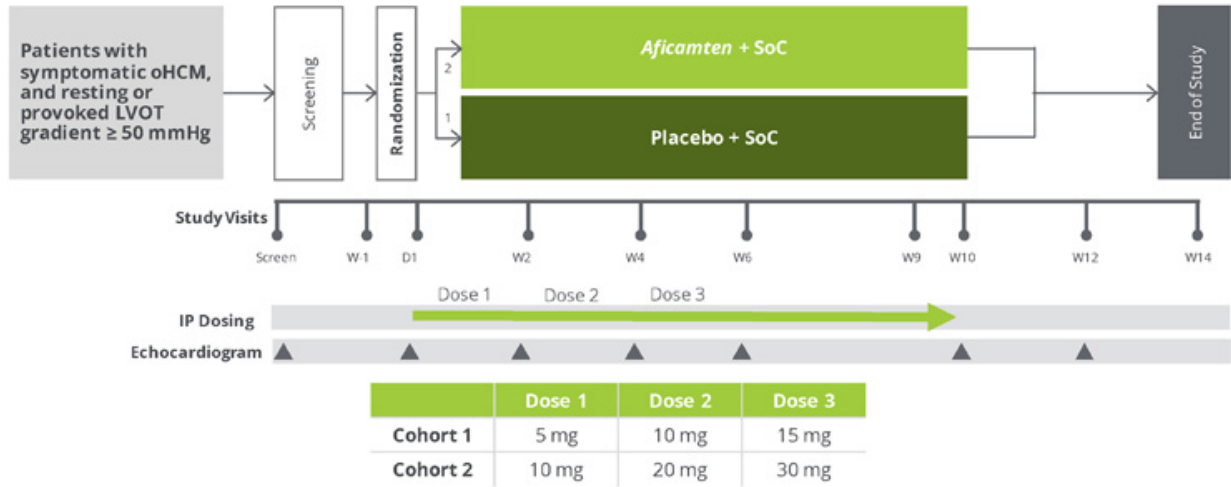 Patients with
symptomatic oHCM,
and resting or
provoked LVOT
gradient ≥ 50 mmHg
Screening
Randomization
2
1
Aficamten + SoC
Placebo + SoC
End of Study
Study Visits
Screen W-1 D1 W2 W4 W6 W9 W10 W12 W14
Dose 1 Dose 2 Dose 3
IP Dosing
Echocardiogram
Dose 1 Dose 2 Dose 3
Cohort 1 5 mg 10 mg 15 mg
Cohort 2 10 mg 20 mg 30 mg